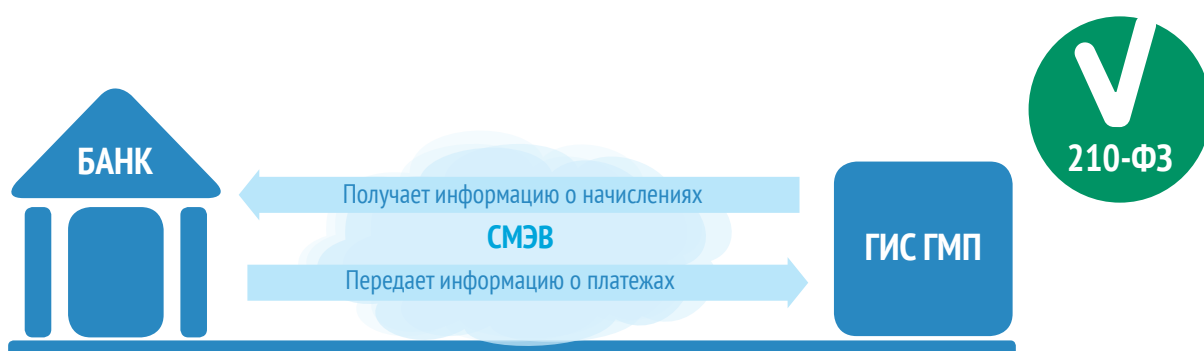 БАНК
Получает информацию о начислениях
СМЭВ
Передает информацию о платежах
ГИС ГМП
210-ФЗ